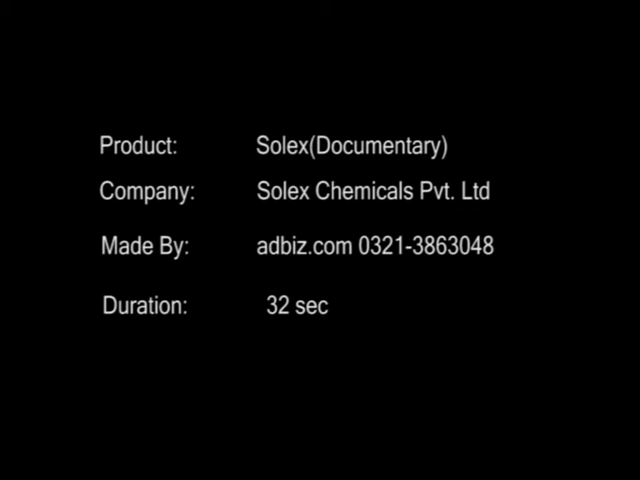 Product: Solex(Documentary)
Company: Solex Chemicals Pvt. Ltd
Made By: adbiz.com 0321-3863048
Duration: 32 sec